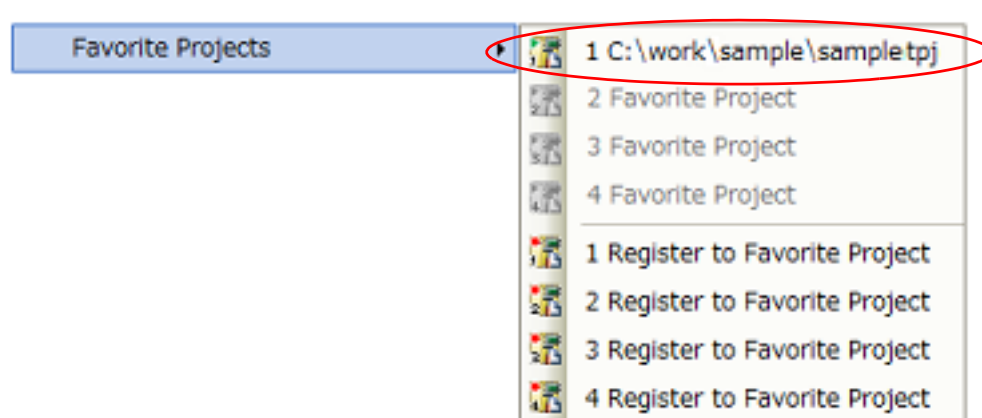 Favorite Projects
1 C:\work\sample\sample.tpj
2 Favorite Project
3 Favorite Project
4 Favorite Project
1 Register to Favorite Project
2 Register to Favorite Project
3 Register to Favorite Project
4 Register to Favorite Project